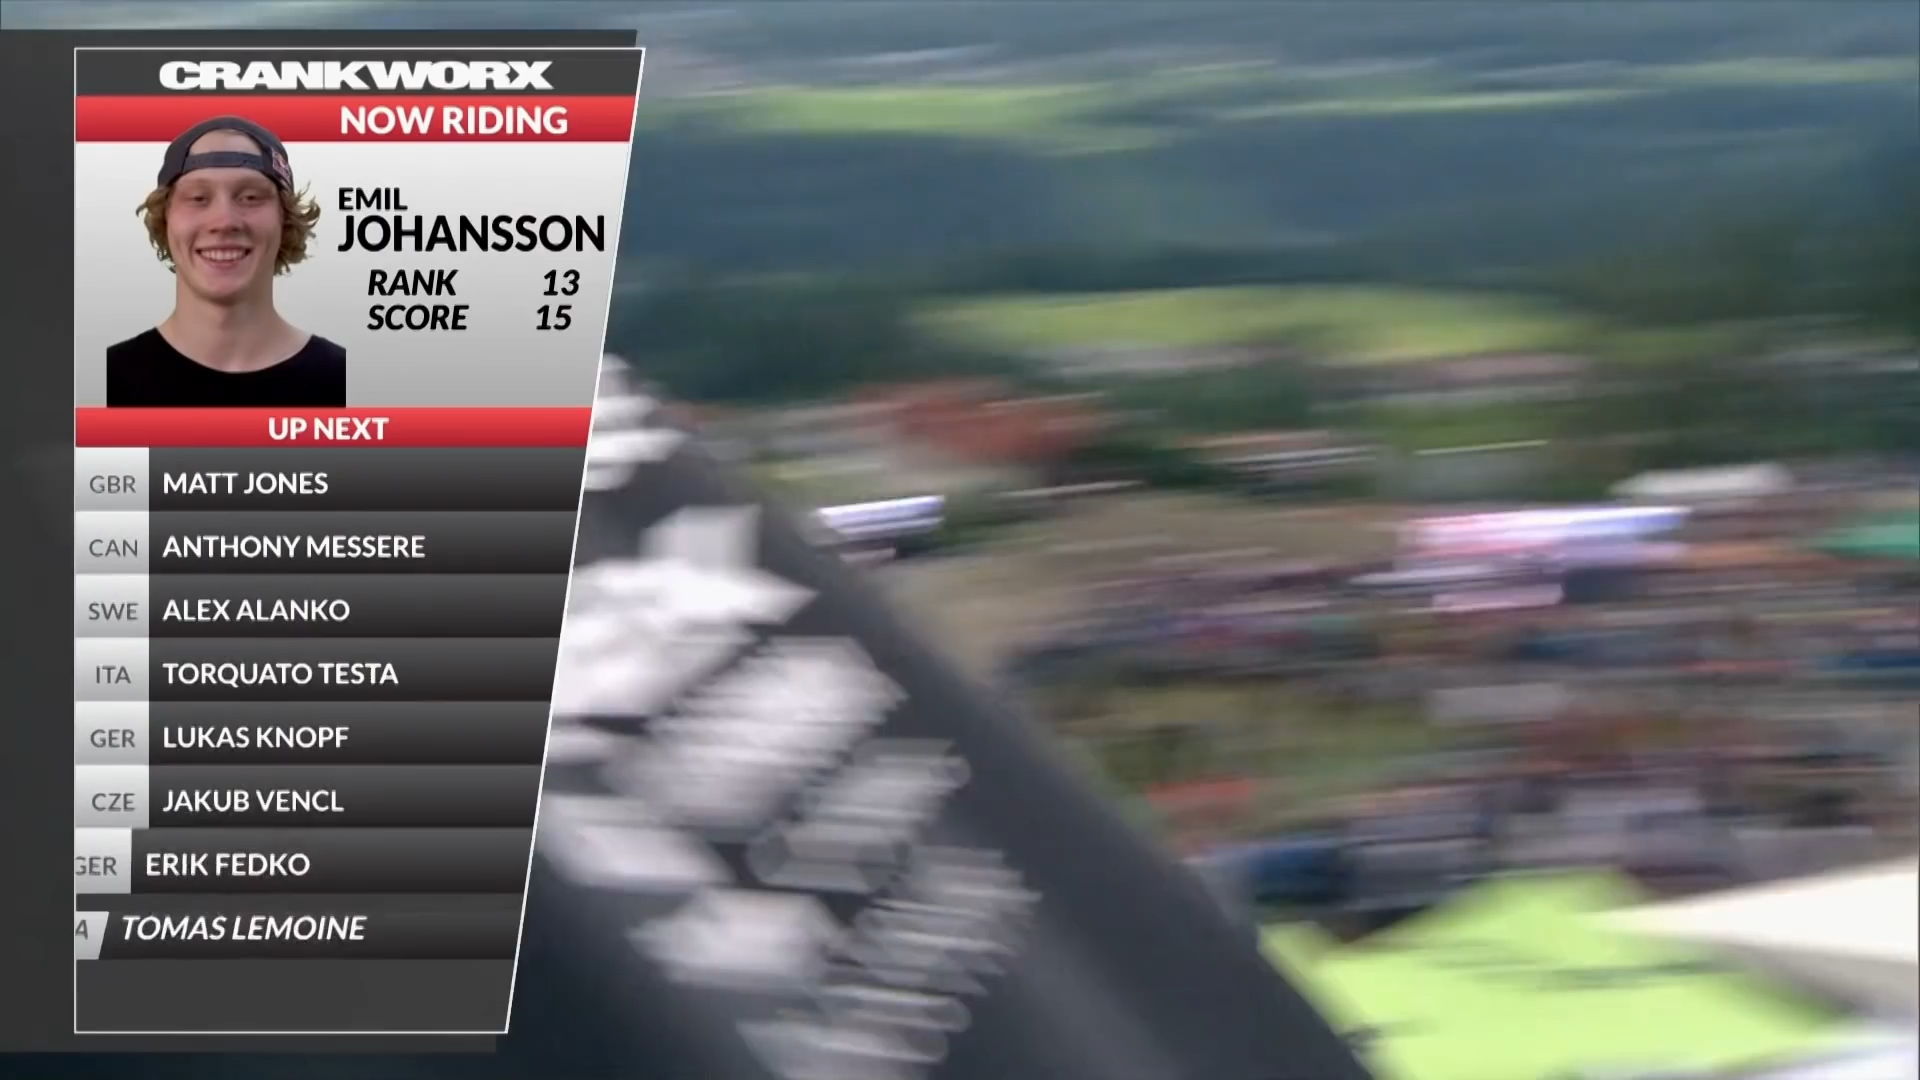 CRANKWORX
NOW RIDING
EMIL
JOHANSSON
RANK 13
SCORE 15
UP NEXT
GBR MATT JONES
CAN ANTHONY MESSERE
SWE ALEX ALANKO
ITA TORQUATO TESTA
GER LUKAS KNOPF
CZE JAKUB VENCL
GER ERIK FEDKO
A TOMAS LEMOINE